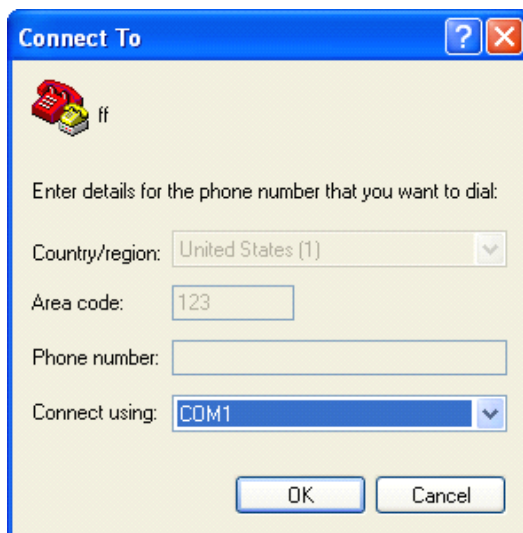 Connect To
ff
Enter details for the phone number that you want to dial:
Country/region: United States (1)
Area code: 123
Phone number:
Connect using: COM1
OK Cancel